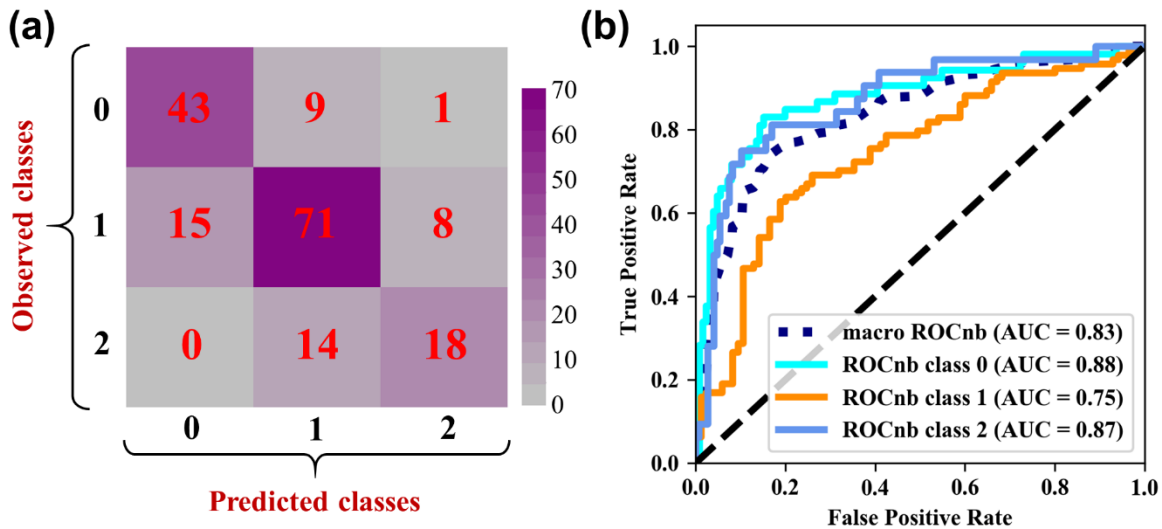 (a)
Observed classes
0
1
2
43 9 1
15 71 8
0 14 18
0 1 2
Predicted classes
70
60
50
40
30
20
10
0
(b)
True Positive Rate
1.0
0.8
0.6
0.4
0.2
0.0
macro ROCnb (AUC = 0.83)
ROCnb class 0 (AUC = 0.88)
ROCnb class 1 (AUC = 0.75)
ROCnb class 2 (AUC = 0.87)
0.0 0.2 0.4 0.6 0.8 1.0
False Positive Rate